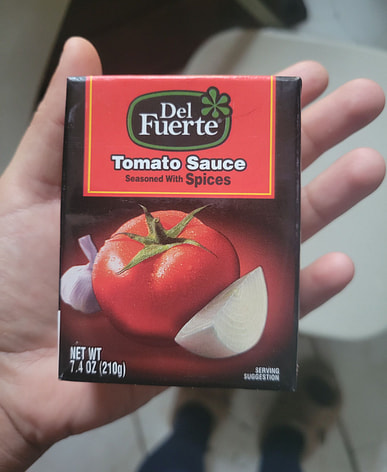 Del
Fuerte
Tomato Sauce
Seasoned With Spices
NET WT
7.4 OZ (210g)
SERVING
SUGGESTION